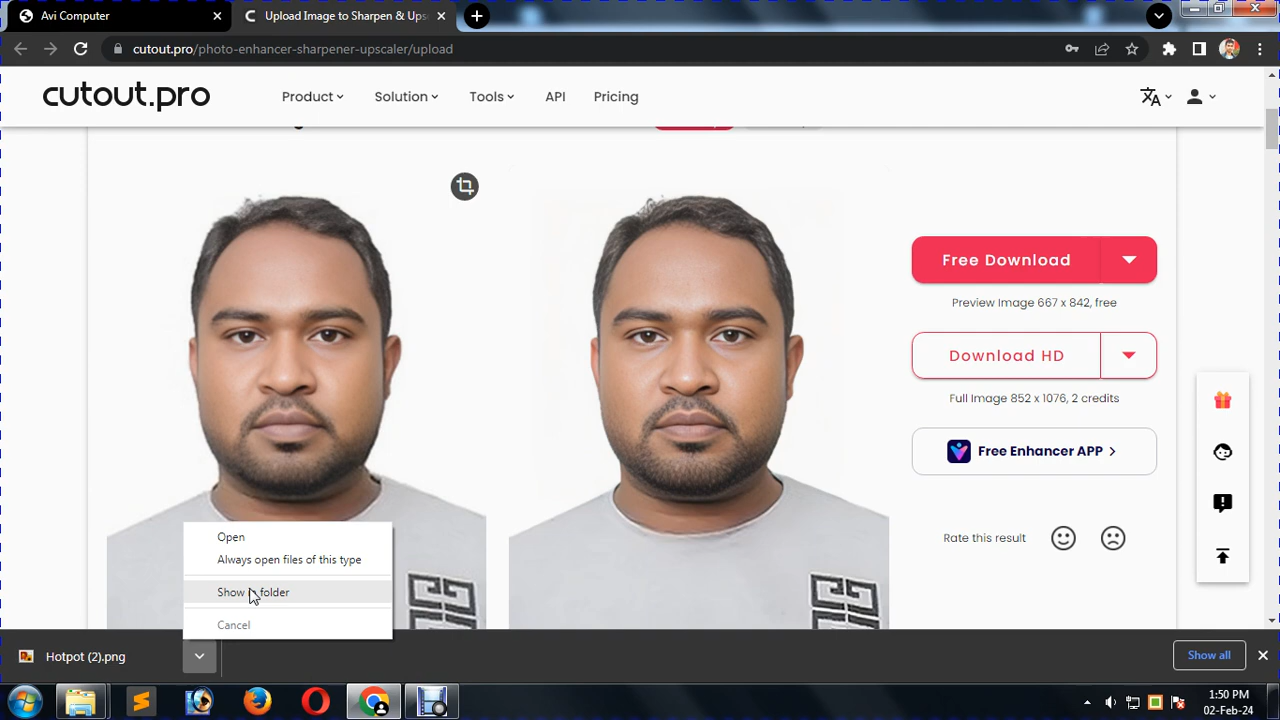 Avi Computer
Upload Image to Sharpen & Ups
cutout.pro/photo-enhancer-sharpener-upscaler/upload
cutout.pro
Product
Solution
Tools
API
Pricing
Free Download
Preview Image 667 x 842, free
Download HD
Full Image 852 x 1076, 2 credits
Free Enhancer APP
Rate this result
Open
Always open files of this type
Show in folder
Cancel
Hotpot (2).png
Show all
1:50 PM
02-Feb-24